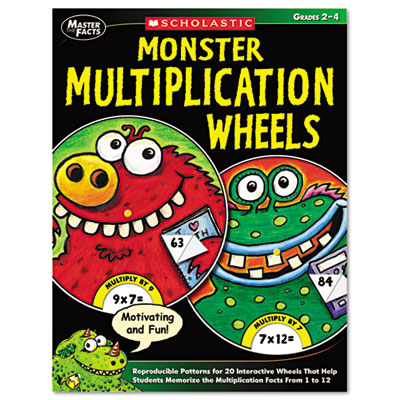 MASTER THE FACTS
SCHOLASTIC
GRADES 2–4
MONSTER
MULTIPLICATION
WHEELS
I ♥
MATH
63
MULTIPLY BY 9
9x7=
84
MULTIPLY BY 7
7x12=
Motivating
and Fun!
Reproducible Patterns for 20 Interactive Wheels That Help
Students Memorize the Multiplication Facts From 1 to 12